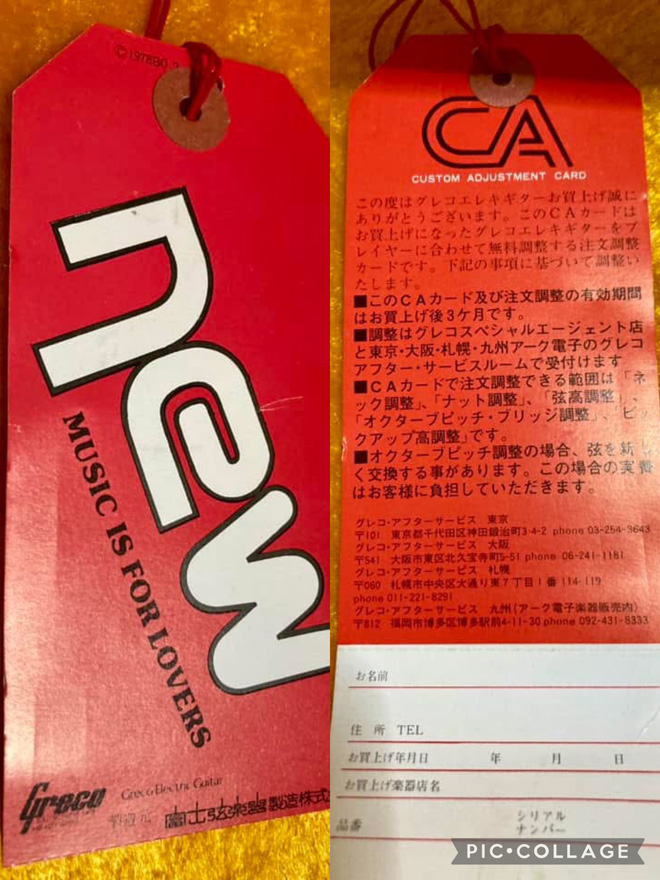 ©1978BO
new
MUSIC IS FOR LOVERS
Greco
Greco Electric Guitar
製造元 富士弦楽器製造株式
CA
CUSTOM ADJUSTMENT CARD
この度はグレコエレキギターお買上げ誠に
ありがとうございます。このCAカードは
お買上げになったグレコエレキギターをプ
レイヤーに合わせて無料調整する注文調整
カードです。下記の事項に基づいて調整い
たします。
■このCAカード及び注文調整の有効期間
はお買上げ後3ケ月です。
■調整はグレコスペシャルエージェント店
と東京・大阪・札幌・九州アーク電子のグレコ
アフター・サービスルームで受付けます
■CAカードで注文調整できる範囲は「ネ
ック調整」、「ナット調整」、「弦高調整」、
「オクターブピッチ・ブリッジ調整」、「ピッ
クアップ高調整」です。
■オクターブピッチ調整の場合、弦を新し
く交換する事があります。この場合の実費
はお客様に負担していただきます。
グレコ・アフターサービス 東京
〒101 東京都千代田区神田鍛治町3-4-2 phone 03-254-3643
グレコ・アフターサービス 大阪
〒541 大阪市東区北久宝寺町5-51 phone 06-241-1181
グレコ・アフターサービス 札幌
〒060 札幌市中央区大通り東7丁目1番 114-119
phone 011-221-8291
グレコ・アフターサービス 九州(アーク電子楽器販売内)
〒812 福岡市博多区博多駅前4-11-30 phone 092-431-8333
お名前
住 所 TEL
お買上げ年月日 年 月 日
お買上げ楽器店名
品番 シリアル
ナンバー
PIC•COLLAGE